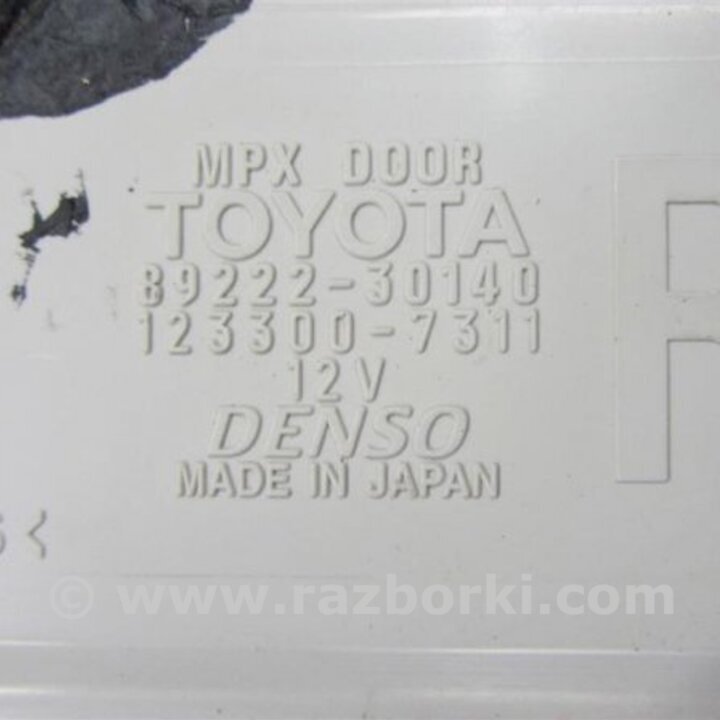 MPX DOOR
TOYOTA
89222-30140
123300-7311
12V
DENSO
MADE IN JAPAN
© www.razborki.com